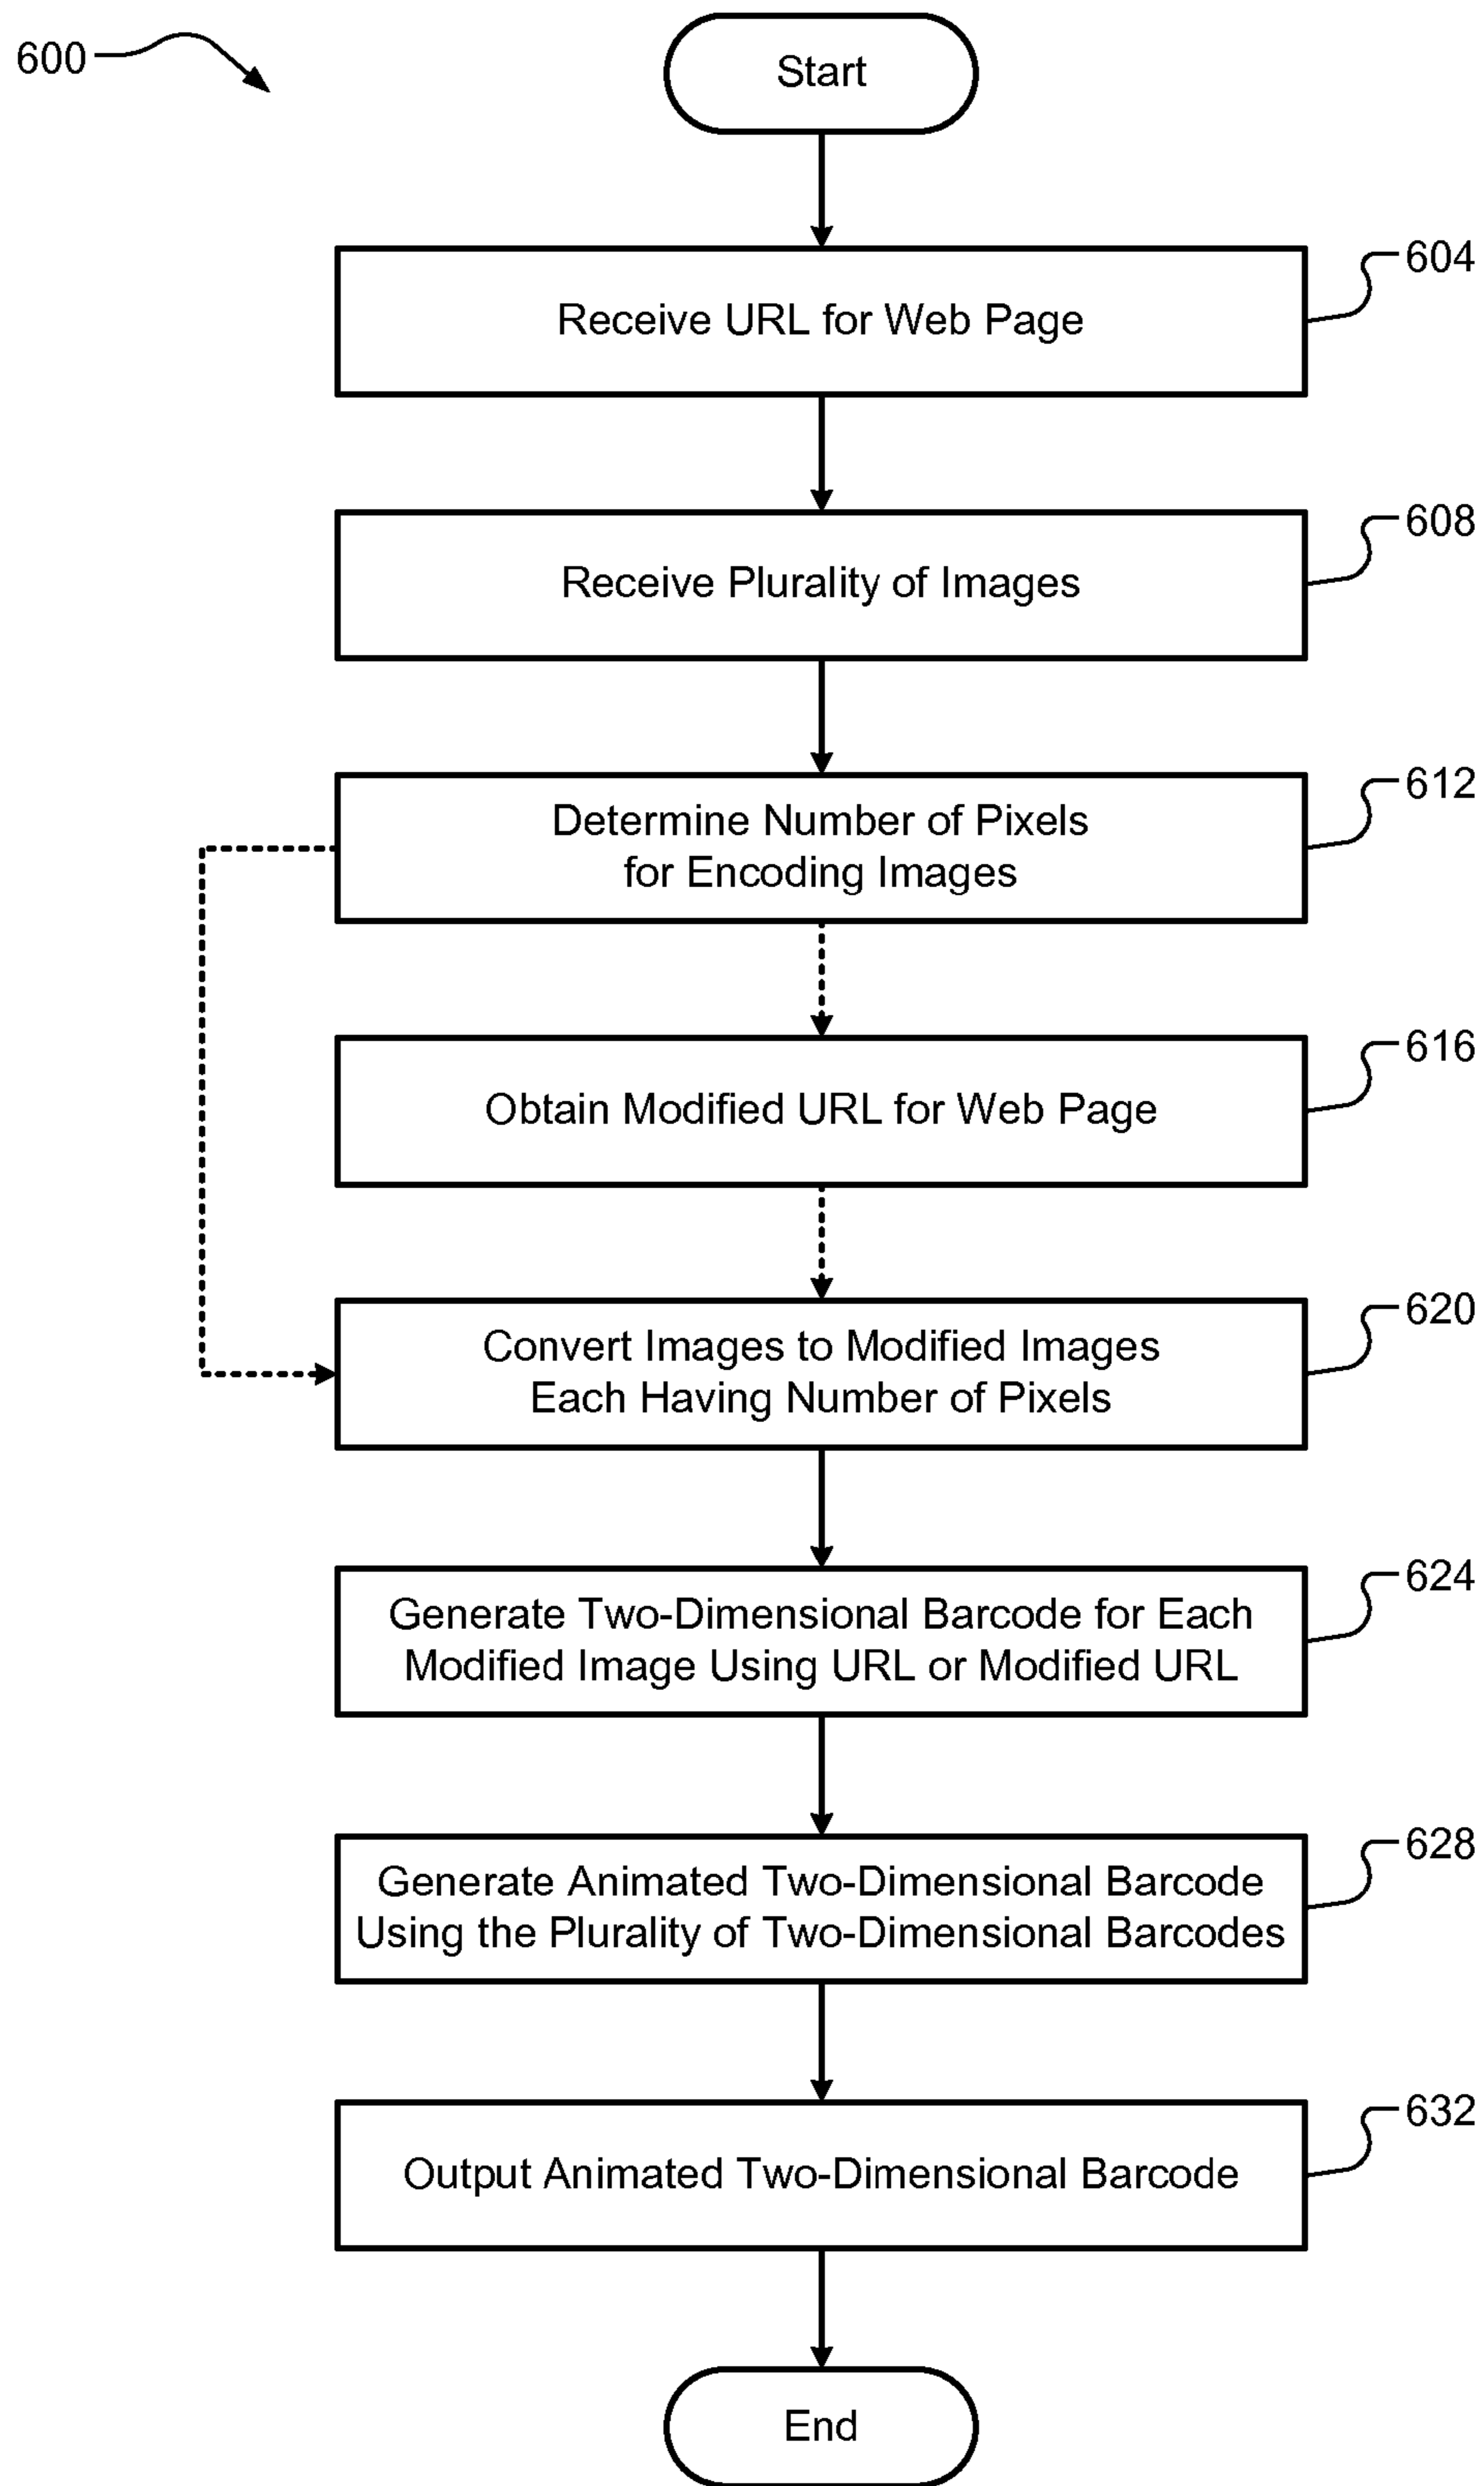 600
Start
Receive URL for Web Page
604
Receive Plurality of Images
608
Determine Number of Pixels
for Encoding Images
612
Obtain Modified URL for Web Page
616
Convert Images to Modified Images
Each Having Number of Pixels
620
Generate Two-Dimensional Barcode for Each
Modified Image Using URL or Modified URL
624
Generate Animated Two-Dimensional Barcode
Using the Plurality of Two-Dimensional Barcodes
628
Output Animated Two-Dimensional Barcode
632
End